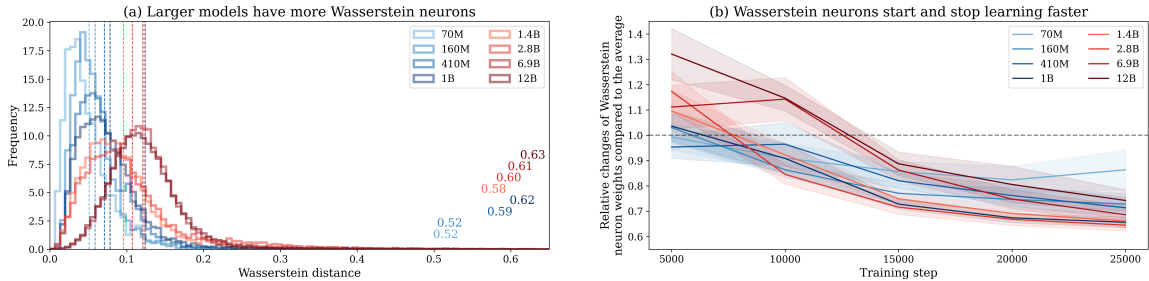 (a) Larger models have more Wasserstein neurons
20.0
17.5
15.0
12.5
10.0
7.5
5.0
2.5
0.0
Frequency
70M
160M
410M
1B
1.4B
2.8B
6.9B
12B
0.63
0.61
0.60
0.58
0.62
0.59
0.52
0.52
0.0 0.1 0.2 0.3 0.4 0.5 0.6
Wasserstein distance
(b) Wasserstein neurons start and stop learning faster
1.4
1.3
1.2
1.1
1.0
0.9
0.8
0.7
0.6
Relative changes of Wasserstein
neuron weights compared to the average
70M
160M
410M
1B
1.4B
2.8B
6.9B
12B
5000 10000 15000 20000 25000
Training step